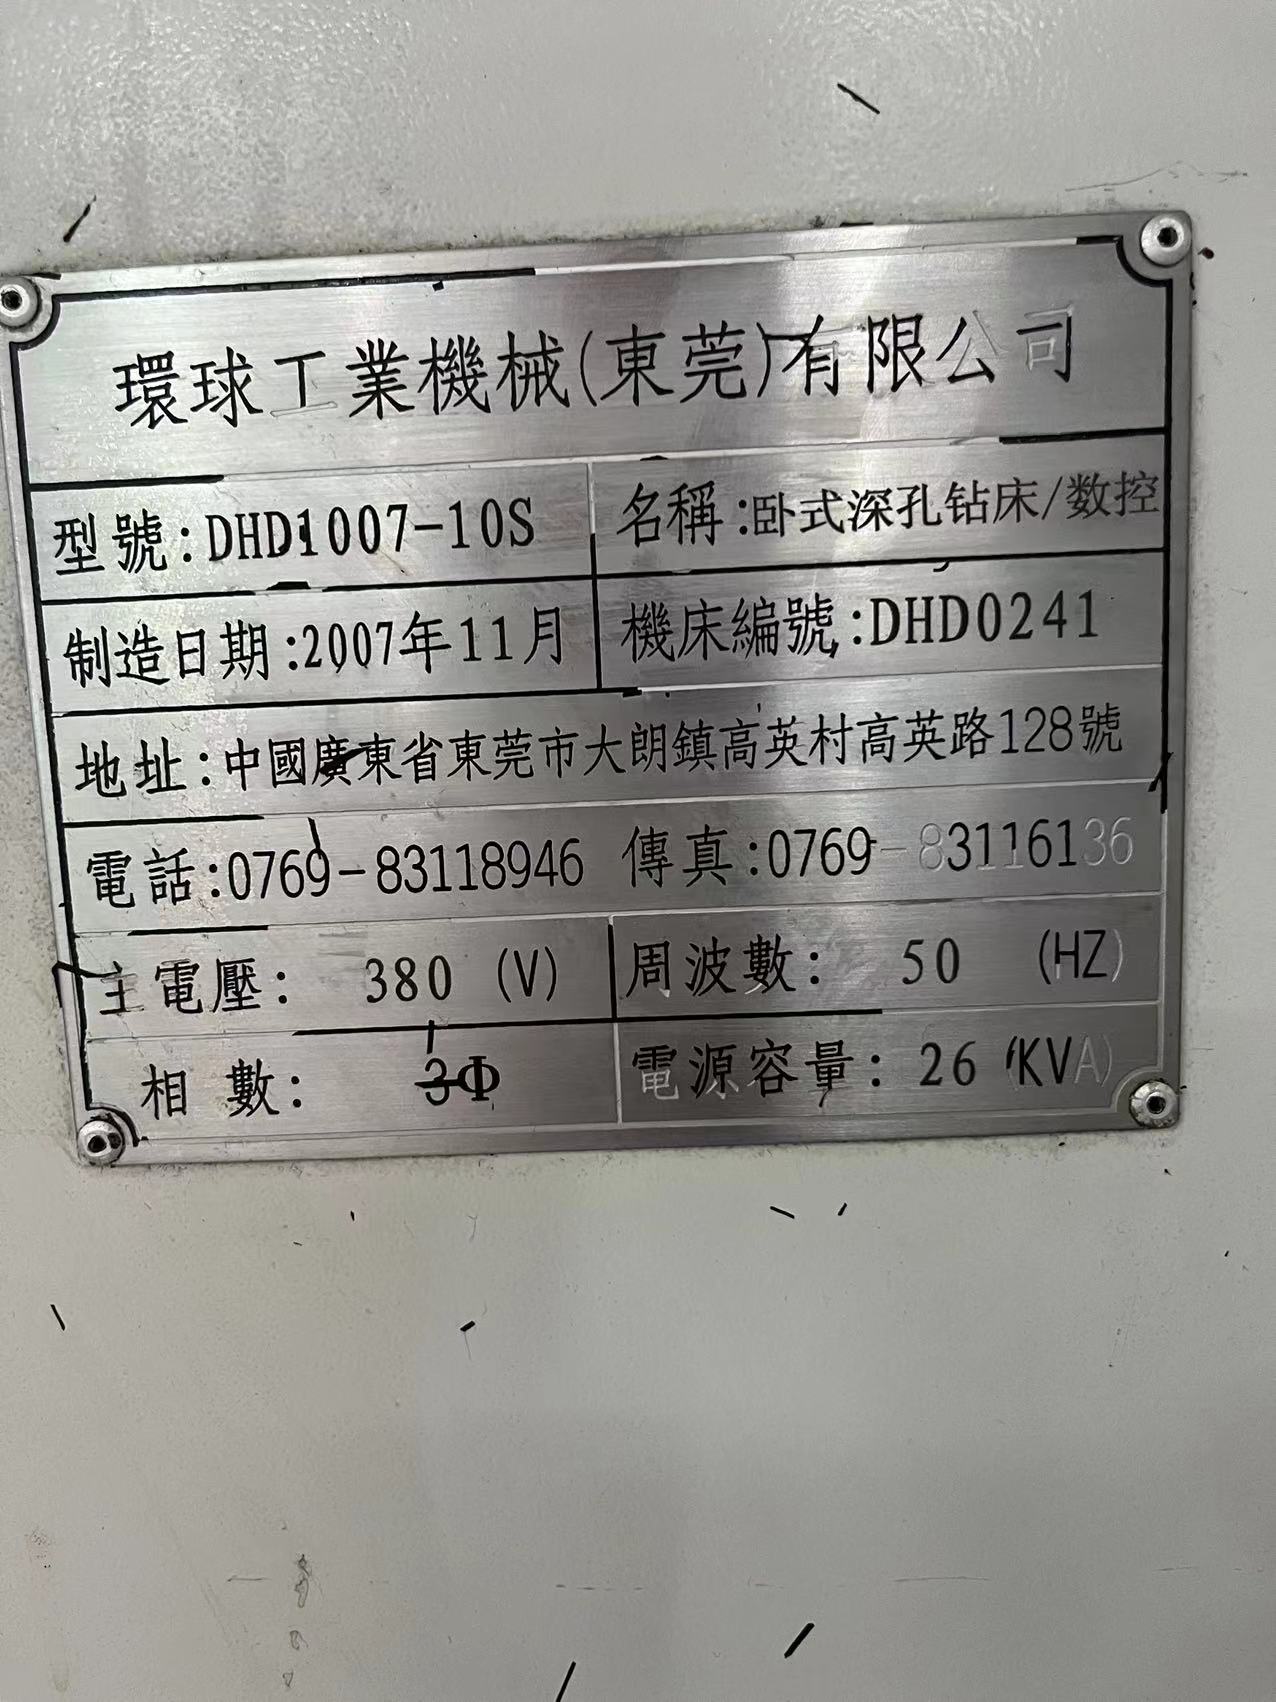 環球工業機械(東莞)有限公司
型號:DHD1007-10S 名稱:卧式深孔钻床/数控
制造日期:2007年11月 機床編號:DHD0241
地址:中國廣東省東莞市大朗鎮高英村高英路128號
電話:0769-83118946 傳真:0769-83116136
主電壓: 380 (V) 周波數: 50 (HZ)
相數: 3Φ 電源容量: 26 (KVA)